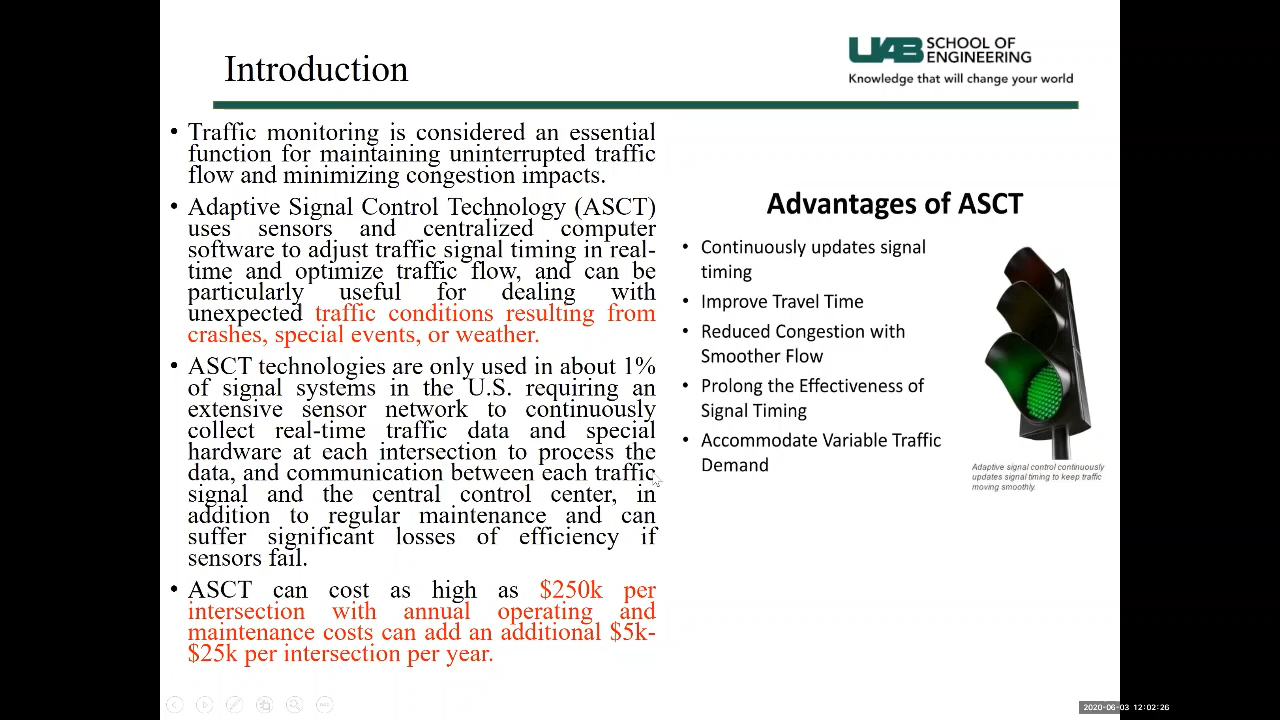 Introduction
UAB SCHOOL OF
ENGINEERING
Knowledge that will change your world
• Traffic monitoring is considered an essential
function for maintaining uninterrupted traffic
flow and minimizing congestion impacts.
• Adaptive Signal Control Technology (ASCT)
uses sensors and centralized computer
software to adjust traffic signal timing in real-
time and optimize traffic flow, and can be
particularly useful for dealing with
unexpected traffic conditions resulting from
crashes, special events, or weather.
• ASCT technologies are only used in about 1%
of signal systems in the U.S. requiring an
extensive sensor network to continuously
collect real-time traffic data and special
hardware at each intersection to process the
data, and communication between each traffic
signal and the central control center, in
addition to regular maintenance and can
suffer significant losses of efficiency if
sensors fail.
• ASCT can cost as high as $250k per
intersection with annual operating and
maintenance costs can add an additional $5k-
$25k per intersection per year.
Advantages of ASCT
• Continuously updates signal
timing
• Improve Travel Time
• Reduced Congestion with
Smoother Flow
• Prolong the Effectiveness of
Signal Timing
• Accommodate Variable Traffic
Demand
Adaptive signal control continuously
updates signal timing to keep traffic
moving smoothly.
2020-06-03 12:02:26